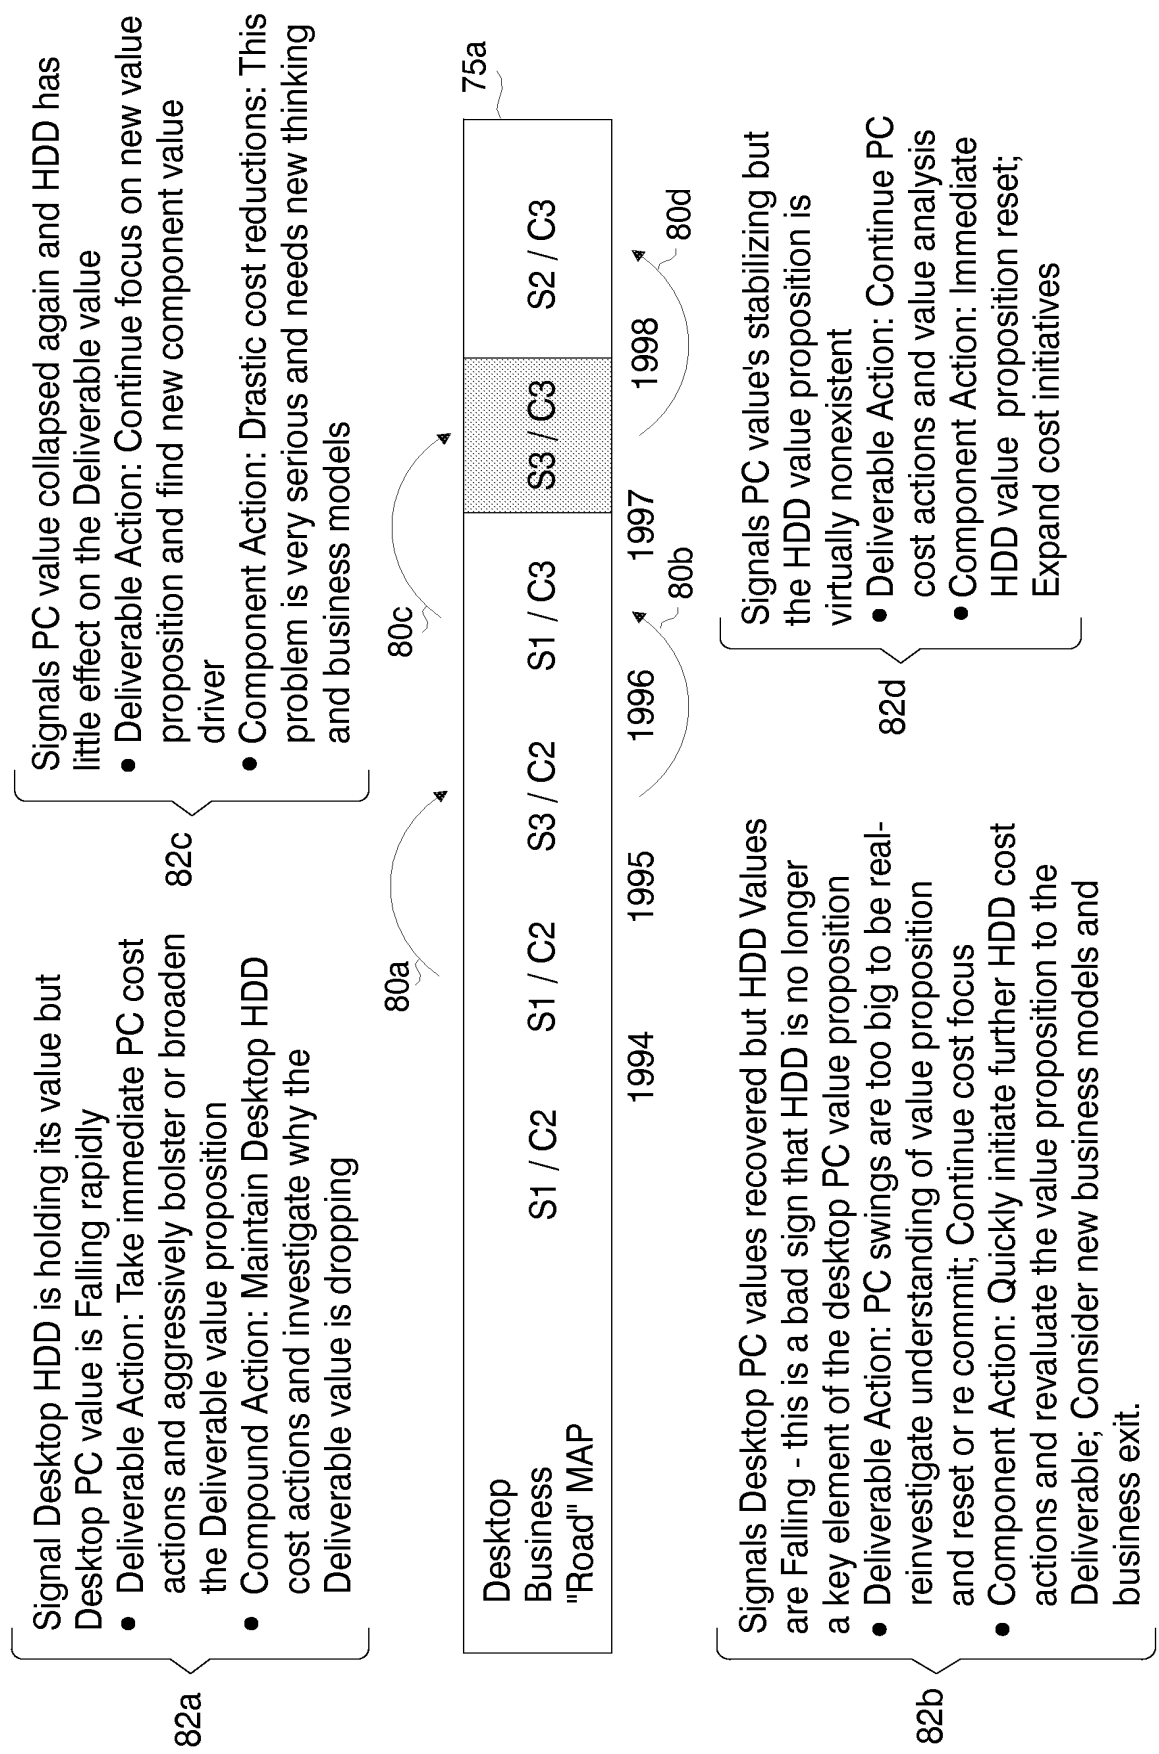 Signal Desktop HDD is holding its value but
Desktop PC value is Falling rapidly
• Deliverable Action: Take immediate PC cost
actions and aggressively bolster or broaden
the Deliverable value proposition
• Compound Action: Maintain Desktop HDD
cost actions and investigate why the
Deliverable value is dropping
82a
Signals PC value collapsed again and HDD has
little effect on the Deliverable value
• Deliverable Action: Continue focus on new value
proposition and find new component value
driver
• Component Action: Drastic cost reductions: This
problem is very serious and needs new thinking
and business models
82c
80a
80c
75a
Desktop
Business
"Road" MAP
S1 / C2
S1 / C2
S3 / C2
S1 / C3
S3 / C3
S2 / C3
1994
1995
1996
1997
1998
80b
80d
Signals Desktop PC values recovered but HDD Values
are Falling - this is a bad sign that HDD is no longer
a key element of the desktop PC value proposition
• Deliverable Action: PC swings are too big to be real-
reinvestigate understanding of value proposition
and reset or re commit; Continue cost focus
• Component Action: Quickly initiate further HDD cost
actions and revaluate the value proposition to the
Deliverable; Consider new business models and
business exit.
82b
Signals PC value's stabilizing but
the HDD value proposition is
virtually nonexistent
• Deliverable Action: Continue PC
cost actions and value analysis
• Component Action: Immediate
HDD value proposition reset;
Expand cost initiatives
82d